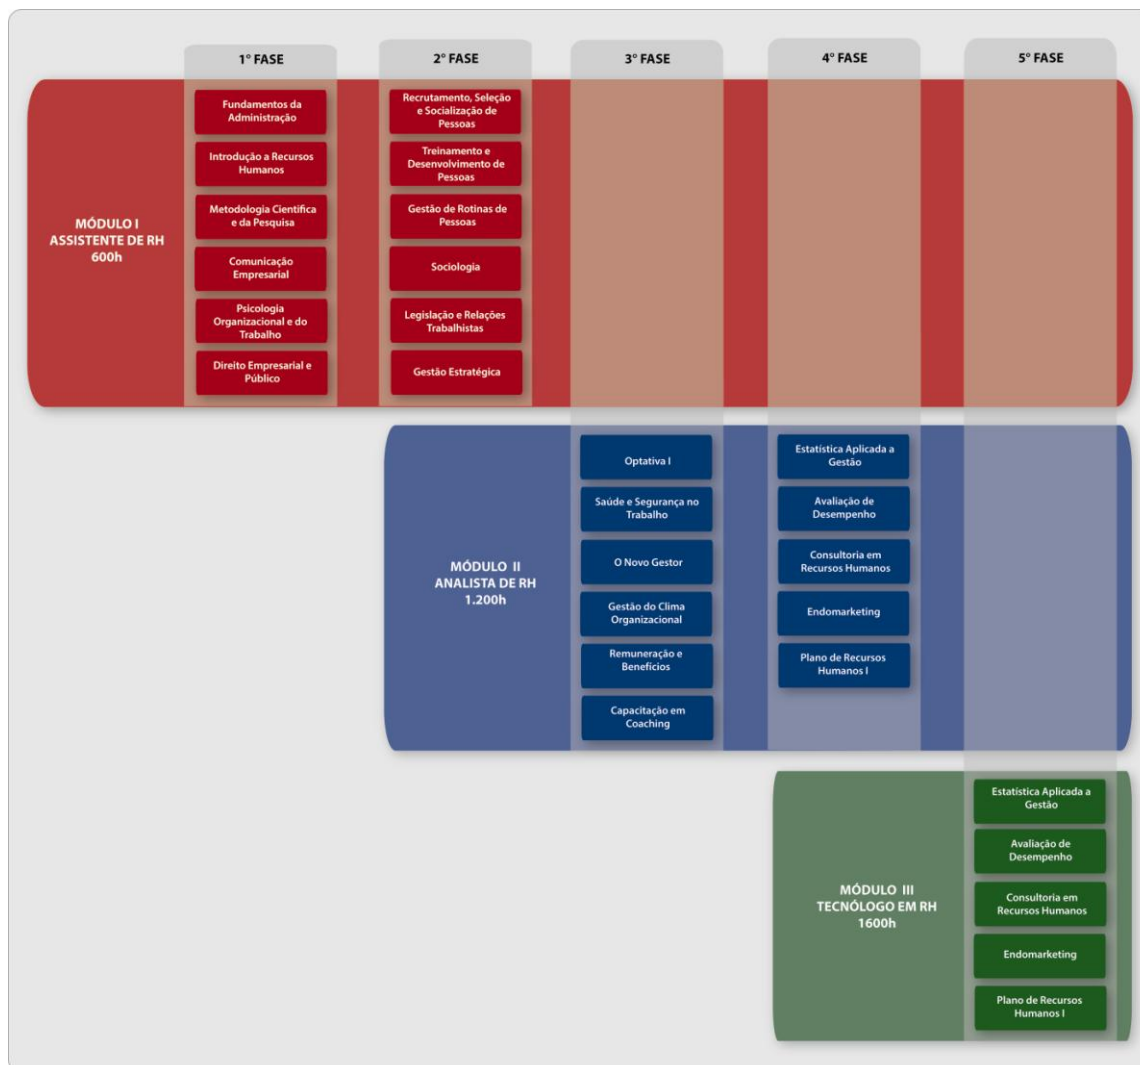 1° FASE
2° FASE
3° FASE
4° FASE
5° FASE
MÓDULO I
ASSISTENTE DE RH
600h
Fundamentos da
Administração
Introdução a Recursos
Humanos
Metodologia Científica
e da Pesquisa
Comunicação
Empresarial
Psicologia
Organizacional e do
Trabalho
Direito Empresarial e
Público
Recrutamento, Seleção
e Socialização de
Pessoas
Treinamento e
Desenvolvimento de
Pessoas
Gestão de Rotinas de
Pessoas
Sociologia
Legislação e Relações
Trabalhistas
Gestão Estratégica
MÓDULO II
ANALISTA DE RH
1.200h
Optativa I
Saúde e Segurança no
Trabalho
O Novo Gestor
Gestão do Clima
Organizacional
Remuneração e
Benefícios
Capacitação em
Coaching
Estatística Aplicada a
Gestão
Avaliação de
Desempenho
Consultoria em
Recursos Humanos
Endomarketing
Plano de Recursos
Humanos I
MÓDULO III
TECNÓLOGO EM RH
1600h
Estatística Aplicada a
Gestão
Avaliação de
Desempenho
Consultoria em
Recursos Humanos
Endomarketing
Plano de Recursos
Humanos I